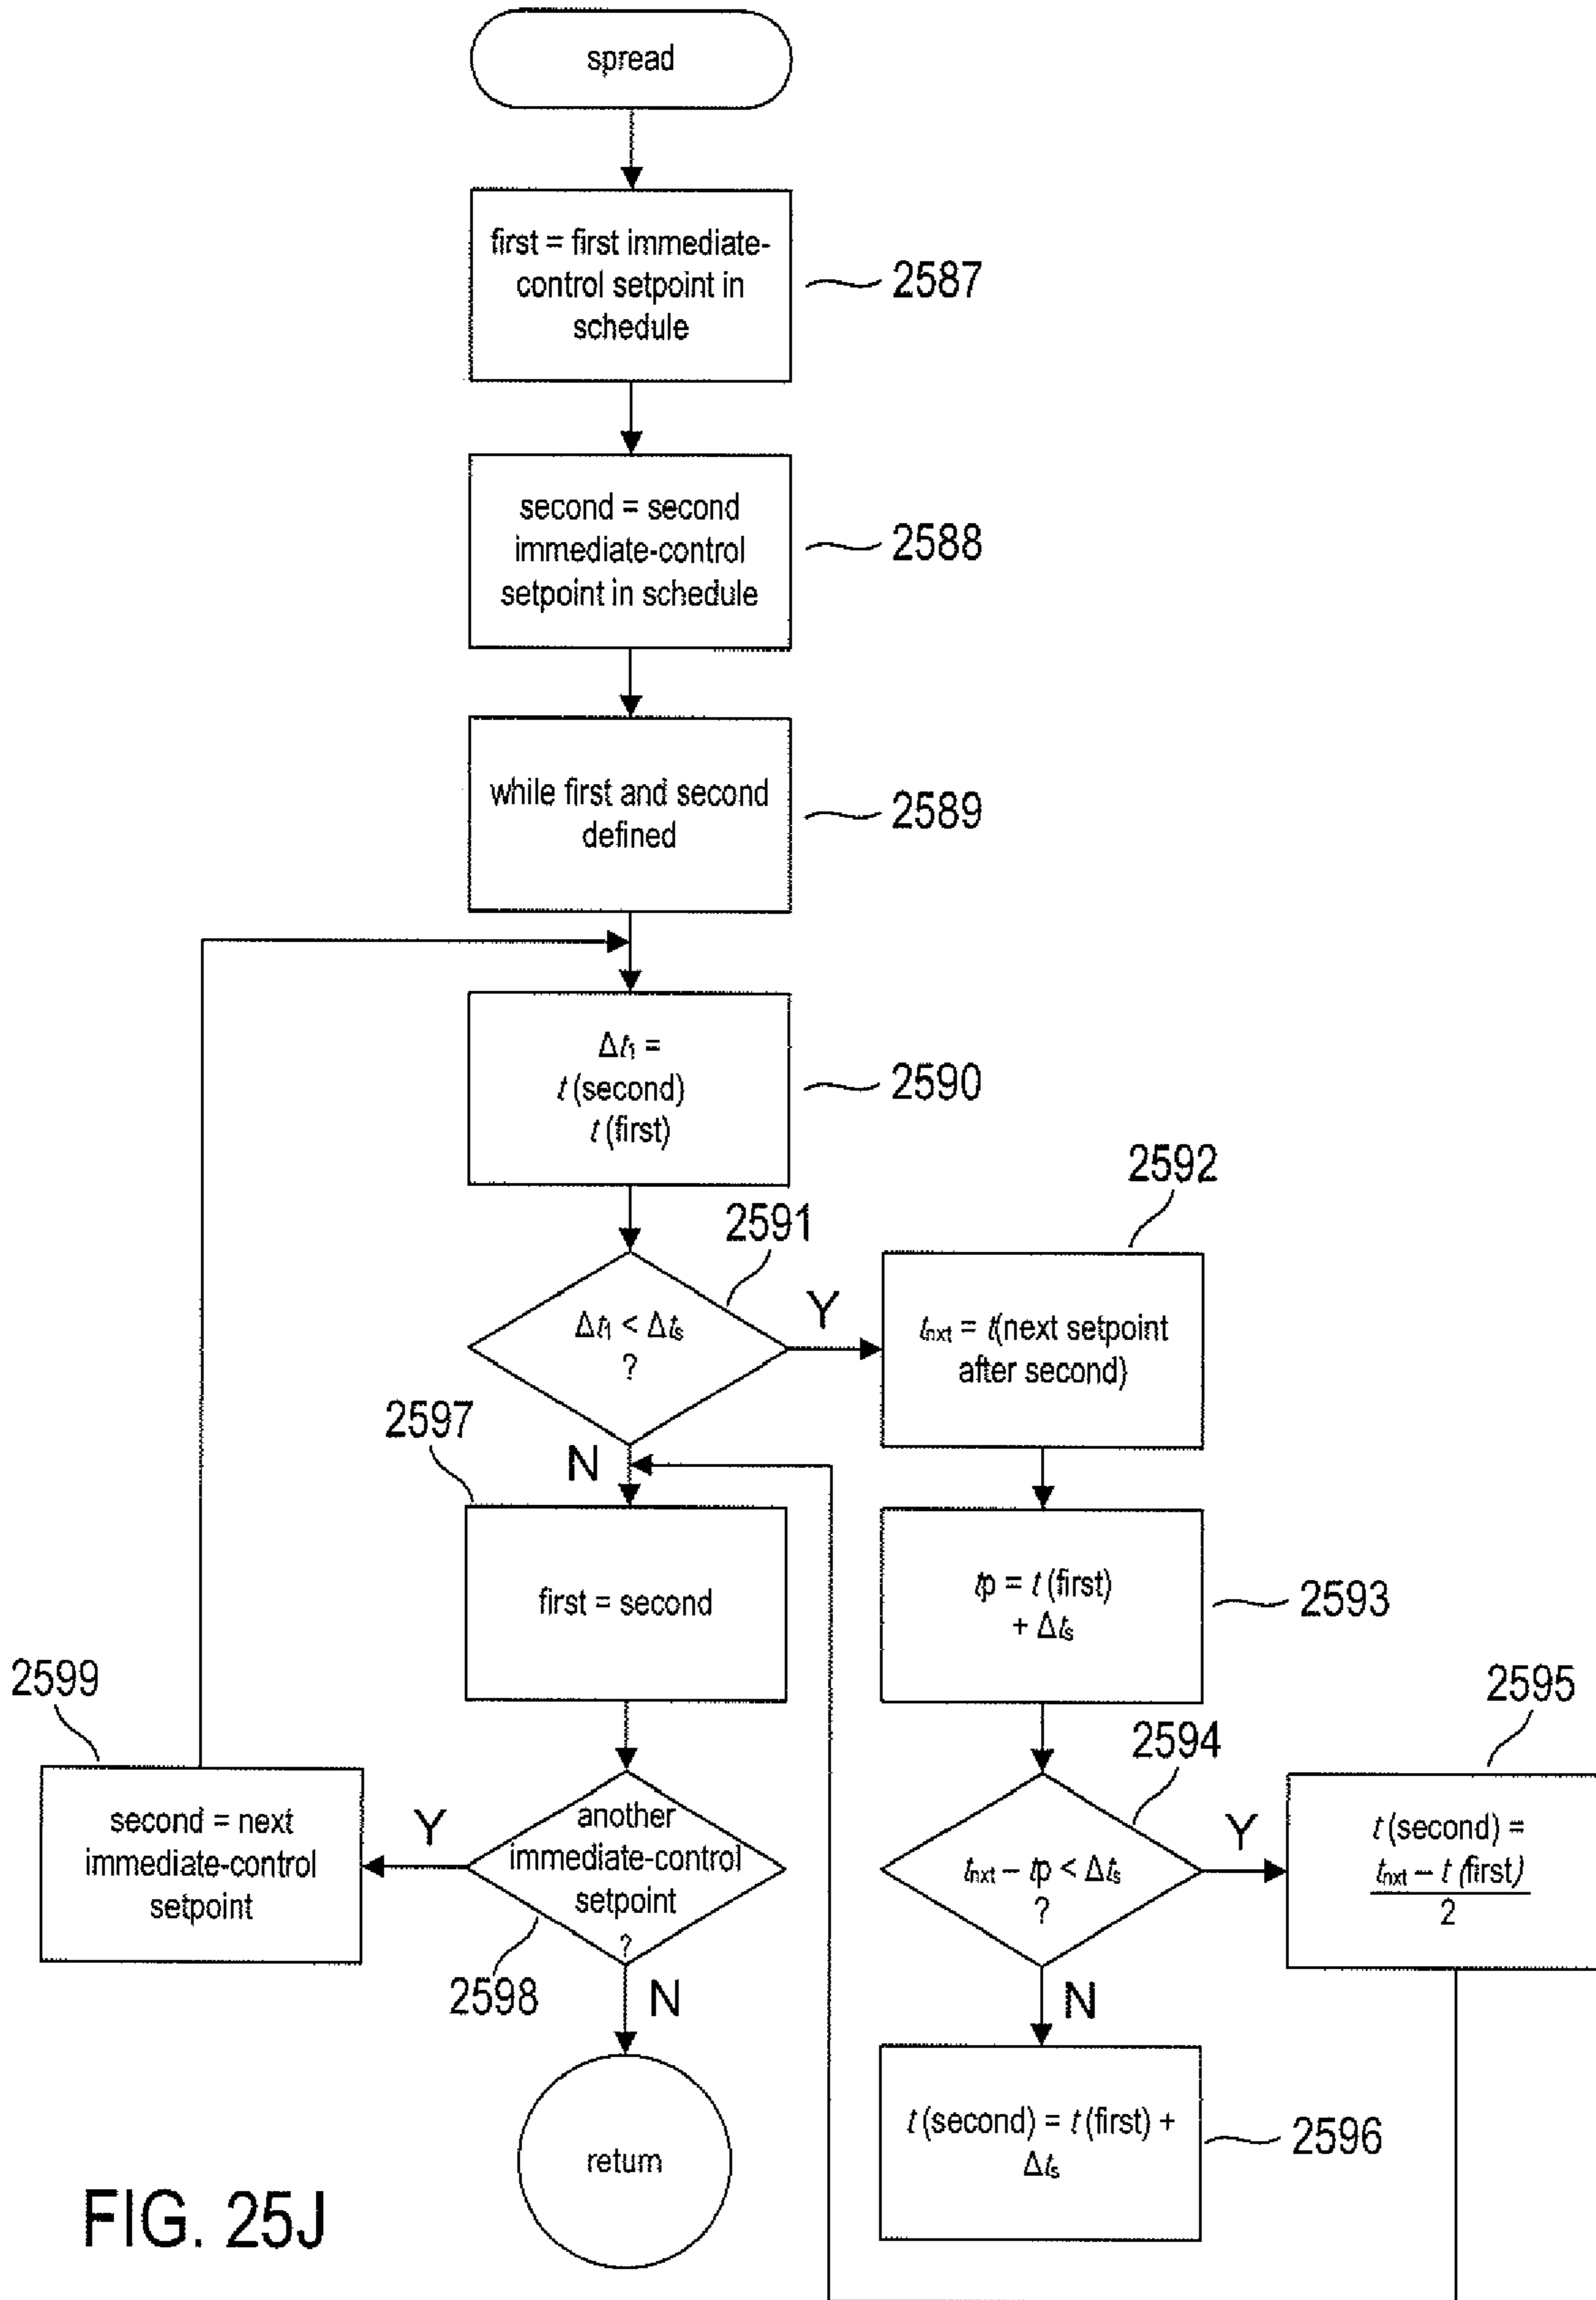 spread
first = first immediate-
control setpoint in
schedule
2587
second = second
immediate-control
setpoint in schedule
2588
while first and second
defined
2589
Δt₁ =
t (second)
t (first)
2590
2591
Δt₁ < Δtₛ
?
Y
N
2592
tnxt = t(next setpoint
after second)
tp = t (first)
+ Δtₛ
2593
2594
tnxt – tp < Δtₛ
?
Y
N
2595
t (second) =
tnxt – t (first)
2
t (second) = t (first) +
Δtₛ
2596
2597
first = second
another
immediate-control
setpoint
?
2598
Y
N
2599
second = next
immediate-control
setpoint
return
FIG. 25J